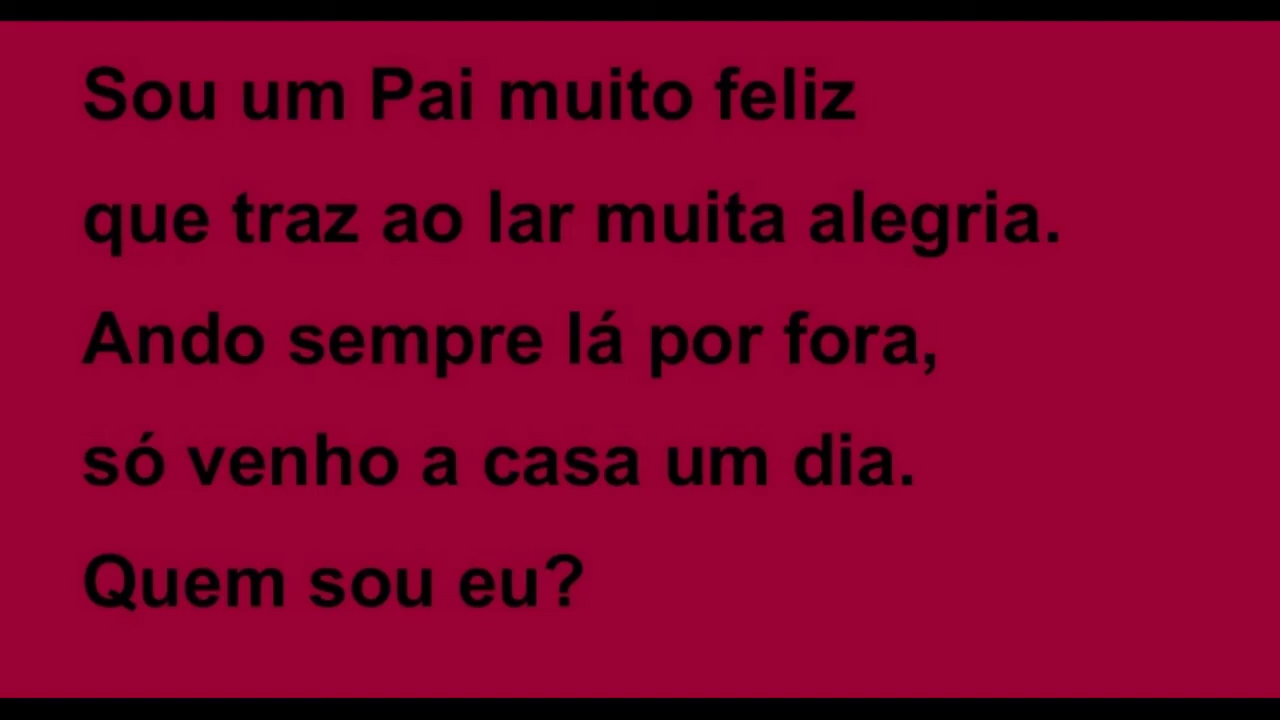 Sou um Pai muito feliz
que traz ao lar muita alegria.
Ando sempre lá por fora,
só venho a casa um dia.
Quem sou eu?